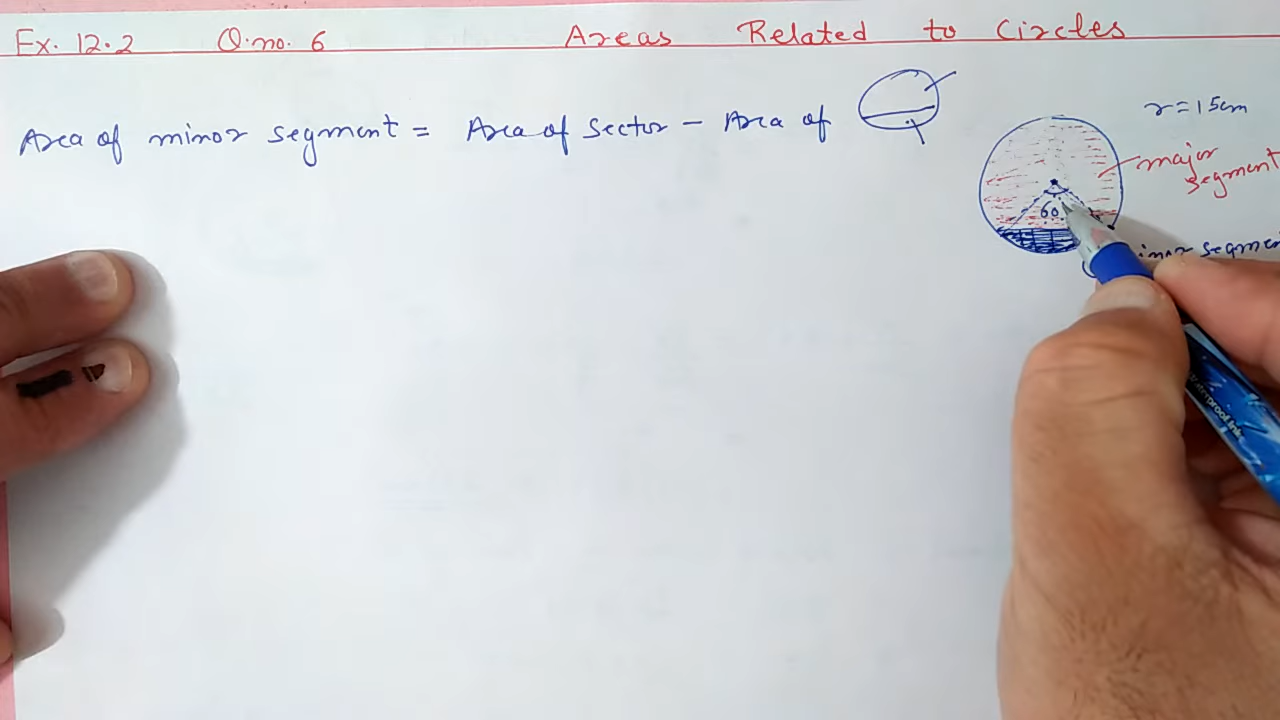 Ex. 12.2 Q.no. 6 Areas Related to Circles
Area of minor segment = Area of Sector - Area of
r = 15cm
major
segment
60
segmen